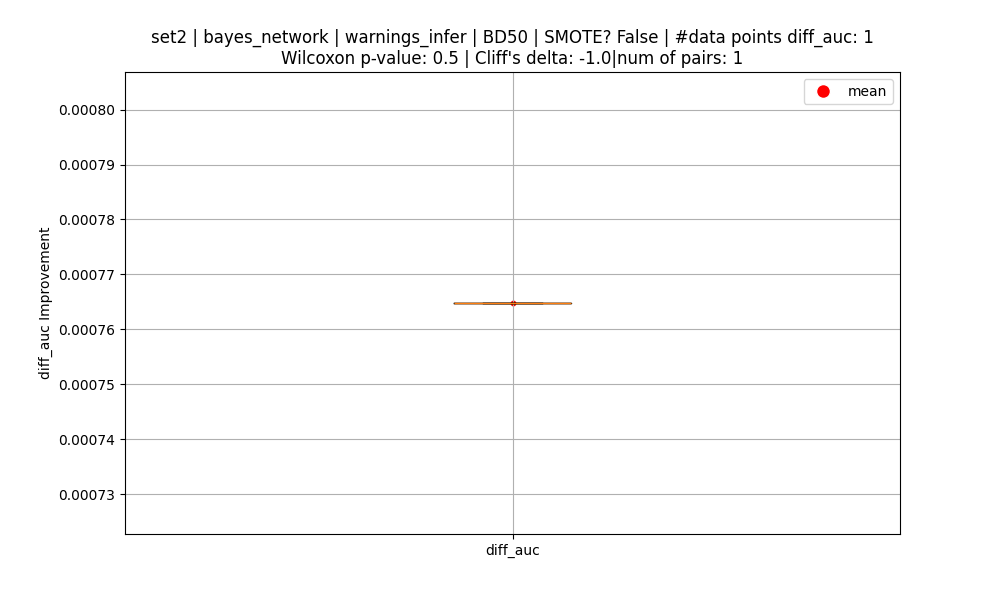 set2 | bayes_network | warnings_infer | BD50 | SMOTE? False | #data points diff_auc: 1
Wilcoxon p-value: 0.5 | Cliff's delta: -1.0|num of pairs: 1
mean
0.00080
0.00079
0.00078
0.00077
0.00076
0.00075
0.00074
0.00073
diff_auc Improvement
diff_auc